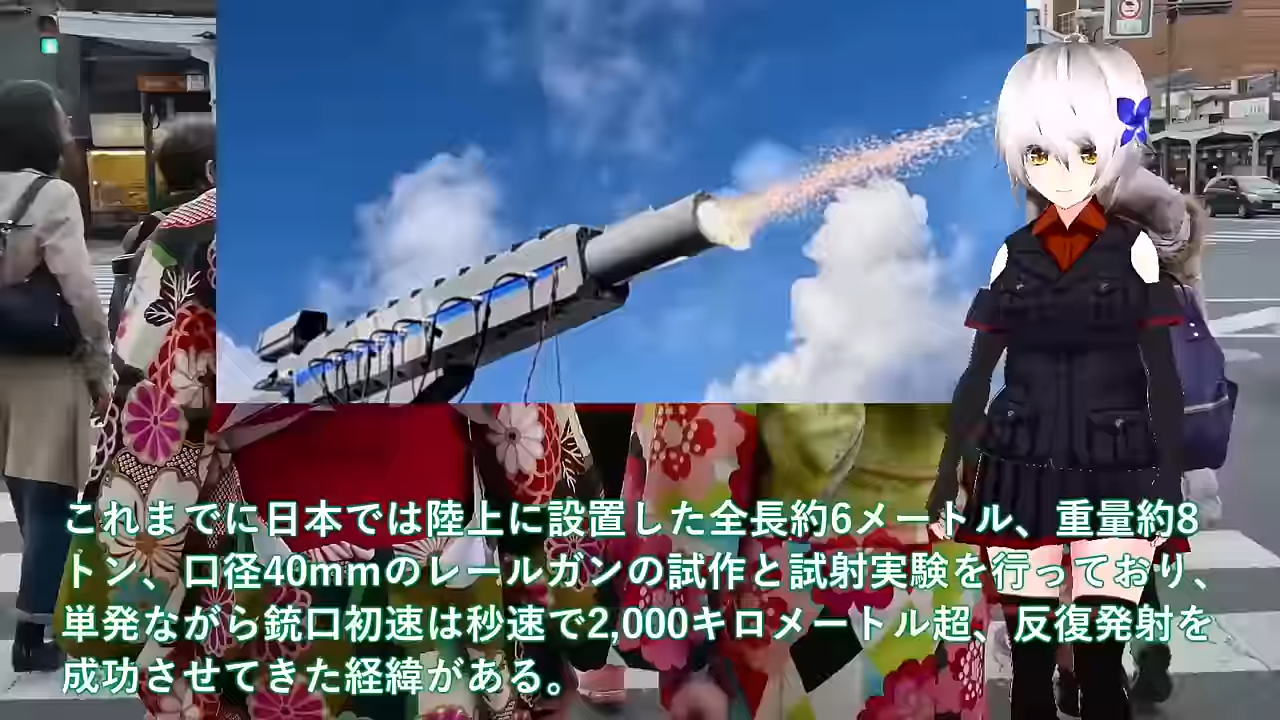 これまでに日本では陸上に設置した全長約6メートル、重量約8
トン、口径40mmのレールガンの試作と試射実験を行っており、
単発ながら銃口初速は秒速で2,000キロメートル超、反復発射を
成功させてきた経緯がある。